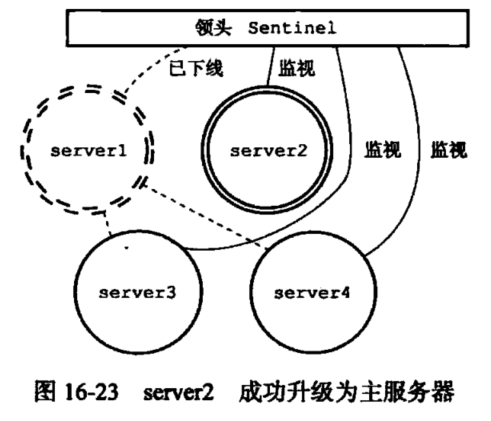 领头 Sentinel
已下线
监视
server1
server2
监视
监视
server3
server4
图 16-23 server2 成功升级为主服务器